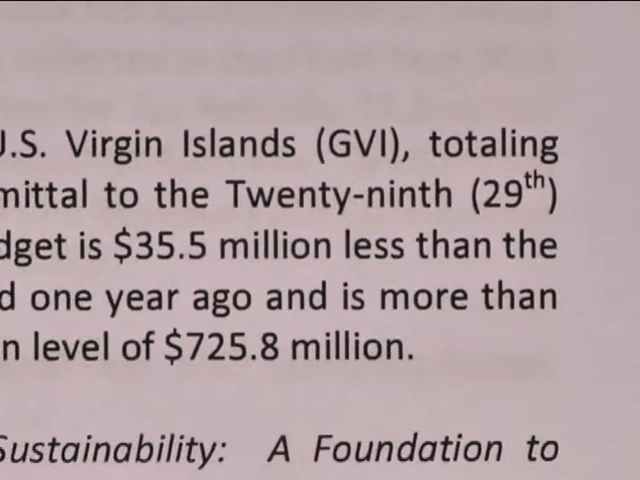 U.S. Virgin Islands (GVI), totaling
mittal to the Twenty-ninth (29th)
dget is $35.5 million less than the
d one year ago and is more than
n level of $725.8 million.
Sustainability: A Foundation to